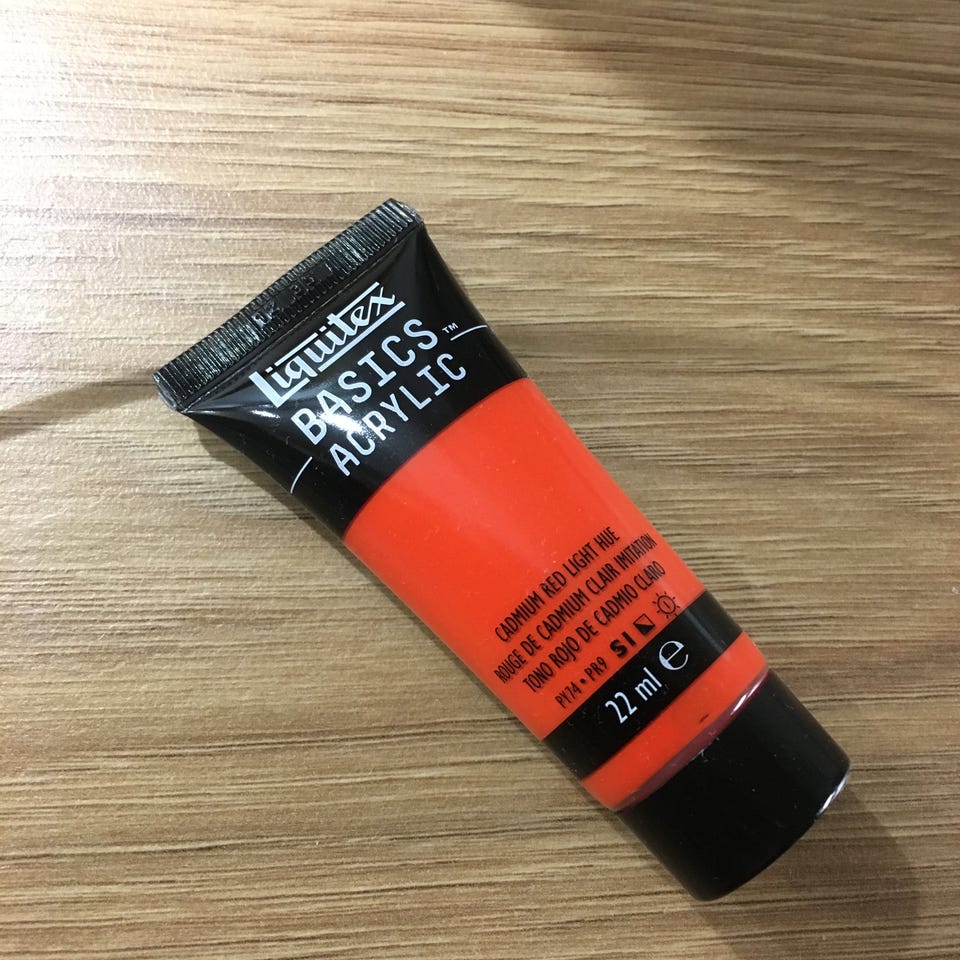 Liquitex
BASICS™
ACRYLIC
CADMIUM RED LIGHT HUE
ROUGE DE CADMIUM CLAIR IMITATION
TONO ROJO DE CADMIO CLARO
PY74 • PR9 S1 I
22 ml ℮